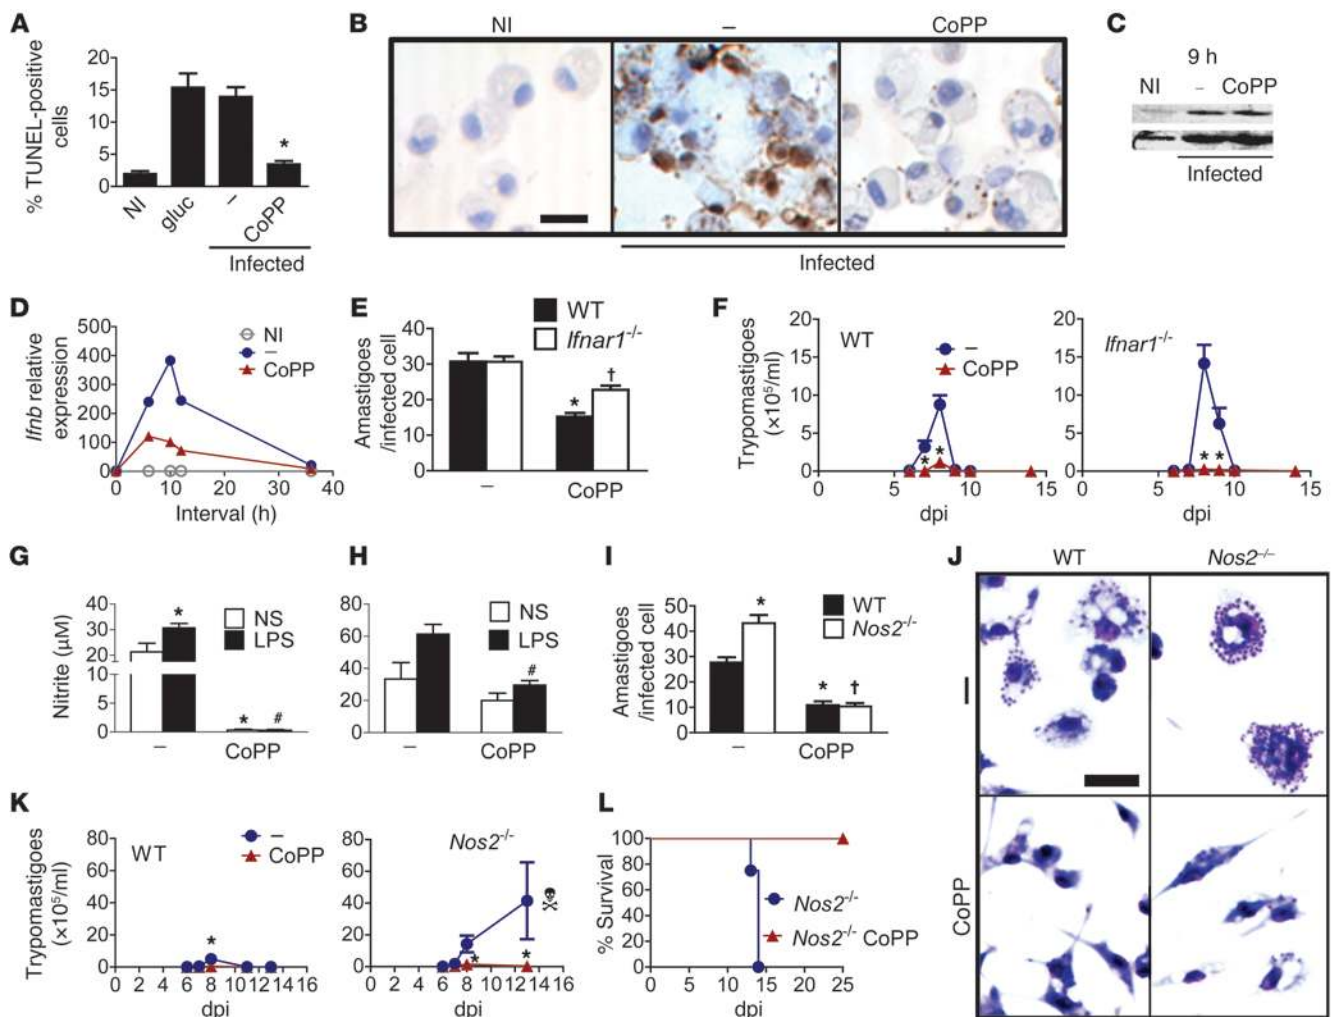 A
% TUNEL-positive
cells
20
15
10
5
0
NI
gluc
–
CoPP
Infected
B
NI
–
CoPP
Infected
C
9 h
NI
–
CoPP
Infected
*
D
Ifnb relative
expression
500
400
300
200
100
0
0
10
20
30
40
Interval (h)
NI
–
CoPP
E
Amastigoes
/infected cell
40
30
20
10
0
WT
Ifnar1-/-
*
†
–
CoPP
F
Trypomastigoes
(×10⁵/ml)
20
15
10
5
0
WT
–
CoPP
* *
0
5
10
15
dpi
20
15
10
5
0
Ifnar1-/-
* *
0
5
10
15
dpi
G
Nitrite (µM)
40
30
20
10
5
0
*
NS
LPS
* #
–
CoPP
H
80
60
40
20
0
NS
LPS
#
–
CoPP
I
Amastigoes
/infected cell
50
40
30
20
10
0
*
WT
Nos2-/-
* †
–
CoPP
J
WT
Nos2-/-
–
CoPP
K
Trypomastigoes
(×10⁵/ml)
80
60
40
20
0
WT
–
CoPP
*
0 2 4 6 8 10 12 14 16
dpi
80
60
40
20
0
Nos2-/-
* *
0 2 4 6 8 10 12 14 16
dpi
L
% Survival
100
80
60
40
20
0
Nos2-/-
Nos2-/- CoPP
0
5
10
15
20
25
dpi